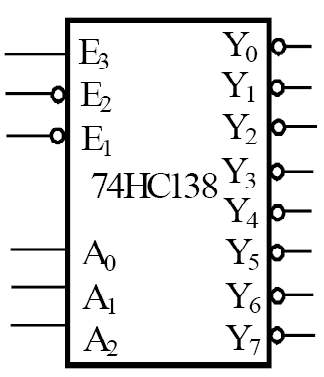 E3 Y0
E2 Y1
E1 Y2
74HC138 Y3
Y4
A0 Y5
A1 Y6
A2 Y7